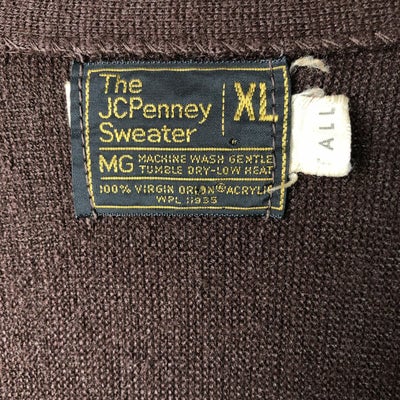 The
JCPenney
Sweater
XL
MG MACHINE WASH GENTLE
TUMBLE DRY-LOW HEAT
100% VIRGIN ORLON® ACRYLIC
WPL 11935
ALL